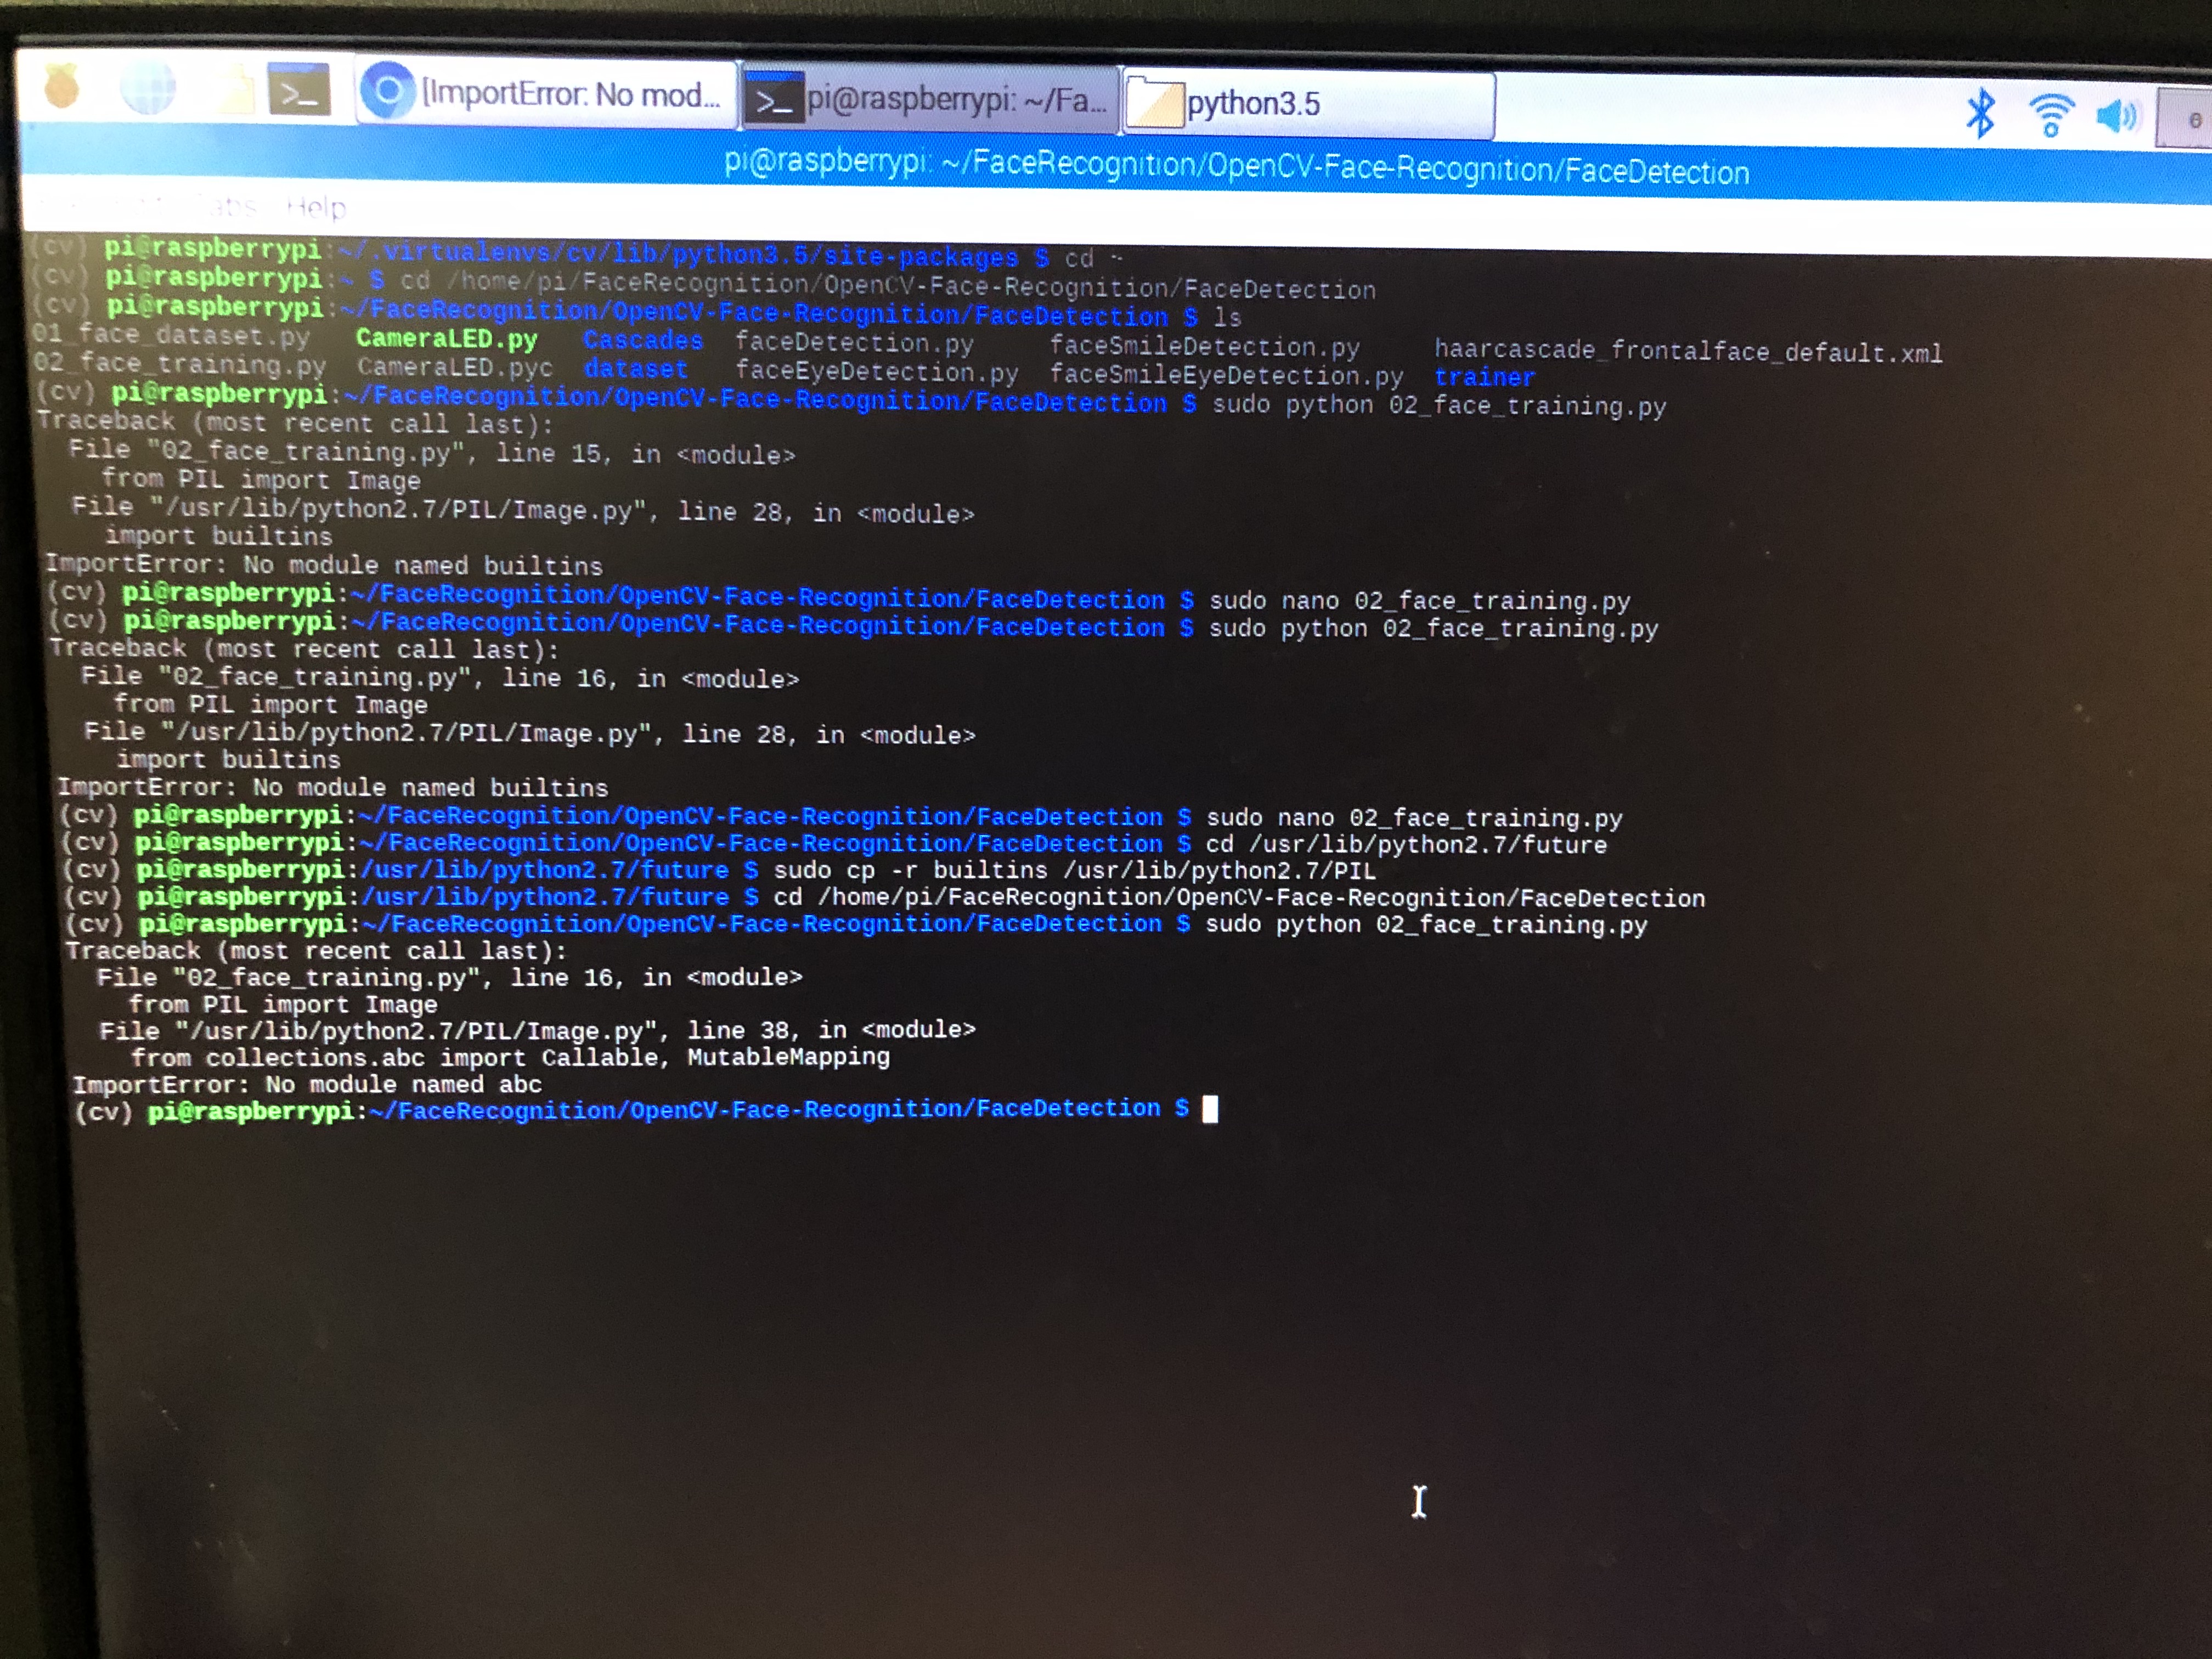 [ImportError: No mod... pi@raspberrypi: ~/Fa... python3.5
pi@raspberrypi: ~/FaceRecognition/OpenCV-Face-Recognition/FaceDetection
Help
(cv) pi@raspberrypi:~/.virtualenvs/cv/lib/python3.5/site-packages $ cd ~
(cv) pi@raspberrypi:~ $ cd /home/pi/FaceRecognition/OpenCV-Face-Recognition/FaceDetection
(cv) pi@raspberrypi:~/FaceRecognition/OpenCV-Face-Recognition/FaceDetection $ ls
01_face_dataset.py CameraLED.py Cascades faceDetection.py faceSmileDetection.py haarcascade_frontalface_default.xml
02_face_training.py CameraLED.pyc dataset faceEyeDetection.py faceSmileEyeDetection.py trainer
(cv) pi@raspberrypi:~/FaceRecognition/OpenCV-Face-Recognition/FaceDetection $ sudo python 02_face_training.py
Traceback (most recent call last):
File "02_face_training.py", line 15, in <module>
from PIL import Image
File "/usr/lib/python2.7/PIL/Image.py", line 28, in <module>
import builtins
ImportError: No module named builtins
(cv) pi@raspberrypi:~/FaceRecognition/OpenCV-Face-Recognition/FaceDetection $ sudo nano 02_face_training.py
(cv) pi@raspberrypi:~/FaceRecognition/OpenCV-Face-Recognition/FaceDetection $ sudo python 02_face_training.py
Traceback (most recent call last):
File "02_face_training.py", line 16, in <module>
from PIL import Image
File "/usr/lib/python2.7/PIL/Image.py", line 28, in <module>
import builtins
ImportError: No module named builtins
(cv) pi@raspberrypi:~/FaceRecognition/OpenCV-Face-Recognition/FaceDetection $ sudo nano 02_face_training.py
(cv) pi@raspberrypi:~/FaceRecognition/OpenCV-Face-Recognition/FaceDetection $ cd /usr/lib/python2.7/future
(cv) pi@raspberrypi:/usr/lib/python2.7/future $ sudo cp -r builtins /usr/lib/python2.7/PIL
(cv) pi@raspberrypi:/usr/lib/python2.7/future $ cd /home/pi/FaceRecognition/OpenCV-Face-Recognition/FaceDetection
(cv) pi@raspberrypi:~/FaceRecognition/OpenCV-Face-Recognition/FaceDetection $ sudo python 02_face_training.py
Traceback (most recent call last):
File "02_face_training.py", line 16, in <module>
from PIL import Image
File "/usr/lib/python2.7/PIL/Image.py", line 38, in <module>
from collections.abc import Callable, MutableMapping
ImportError: No module named abc
(cv) pi@raspberrypi:~/FaceRecognition/OpenCV-Face-Recognition/FaceDetection $